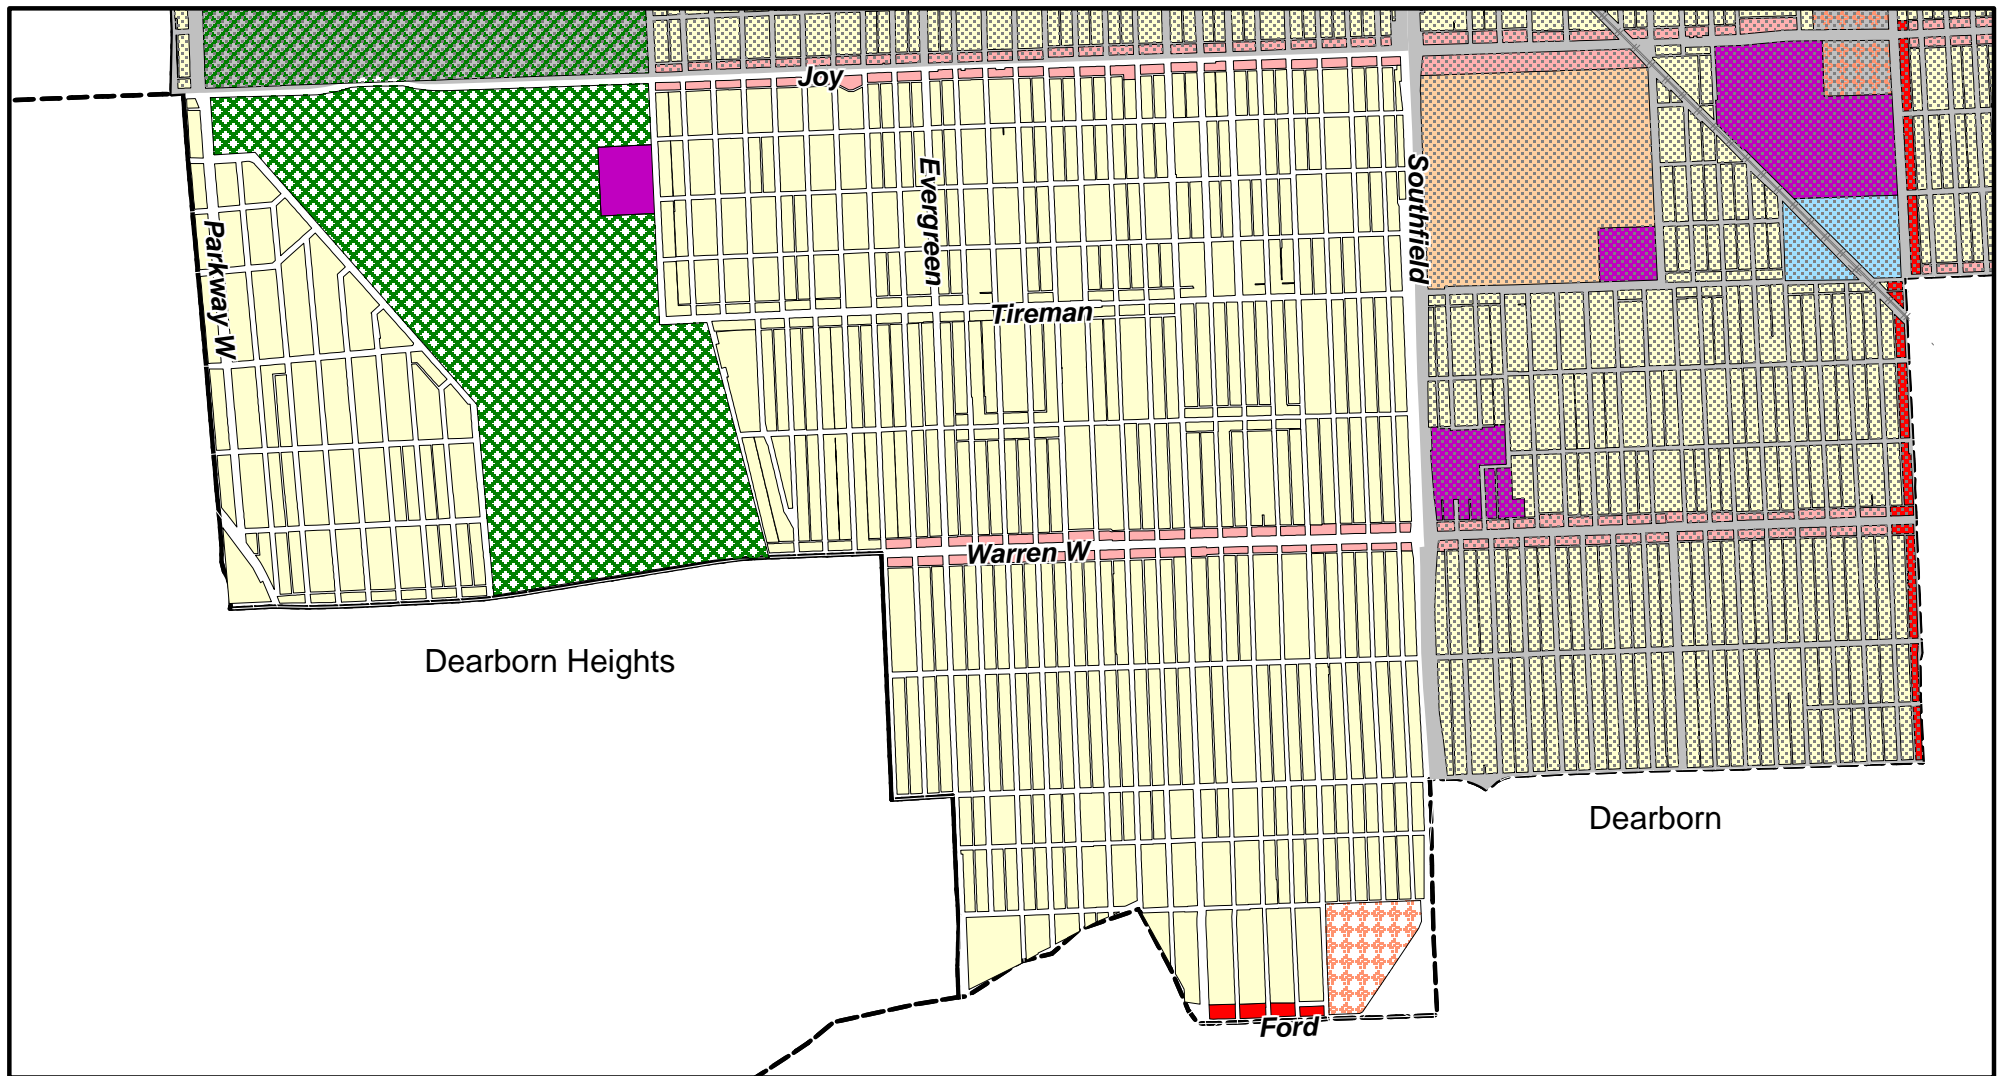 Joy
Evergreen
Southfield
Parkway W
Tireman
Warren W
Dearborn Heights
Dearborn
Ford